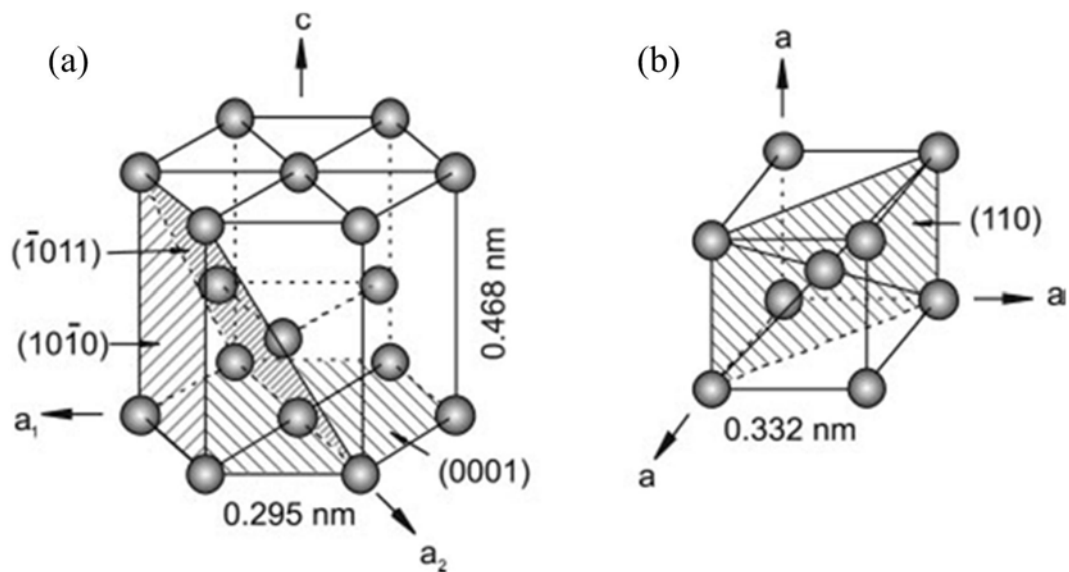 (a)
c
(1̄011)
(101̄0)
a₁
0.468 nm
(0001)
0.295 nm
a₂
(b)
a
(110)
a
0.332 nm
a